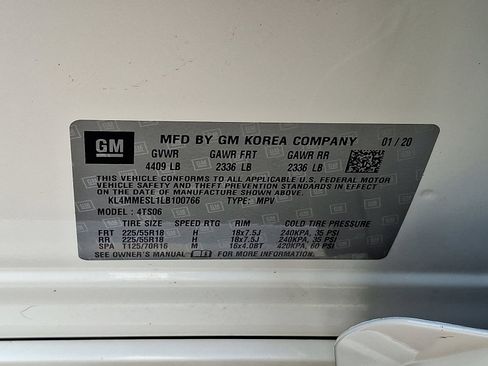 GM MFD BY GM KOREA COMPANY 01/20
GVWR GAWR FRT GAWR RR
4409 LB 2336 LB 2336 LB
THIS VEHICLE CONFORMS TO ALL APPLICABLE U.S. FEDERAL MOTOR
VEHICLE SAFETY AND THEFT PREVENTION STANDARDS IN EFFECT
ON THE DATE OF MANUFACTURE SHOWN ABOVE.
KL4MMESL1LB100766 TYPE: MPV
MODEL: 4TS06
TIRE SIZE SPEED RTG RIM COLD TIRE PRESSURE
FRT 225/55R18 H 18x7.5J 240KPA, 35 PSI
RR 225/55R18 H 18x7.5J 240KPA, 35 PSI
SPA T125/70R16 M 16x4.0BT 420KPA, 60 PSI
SEE OWNER'S MANUAL FOR MORE INFORMATION.